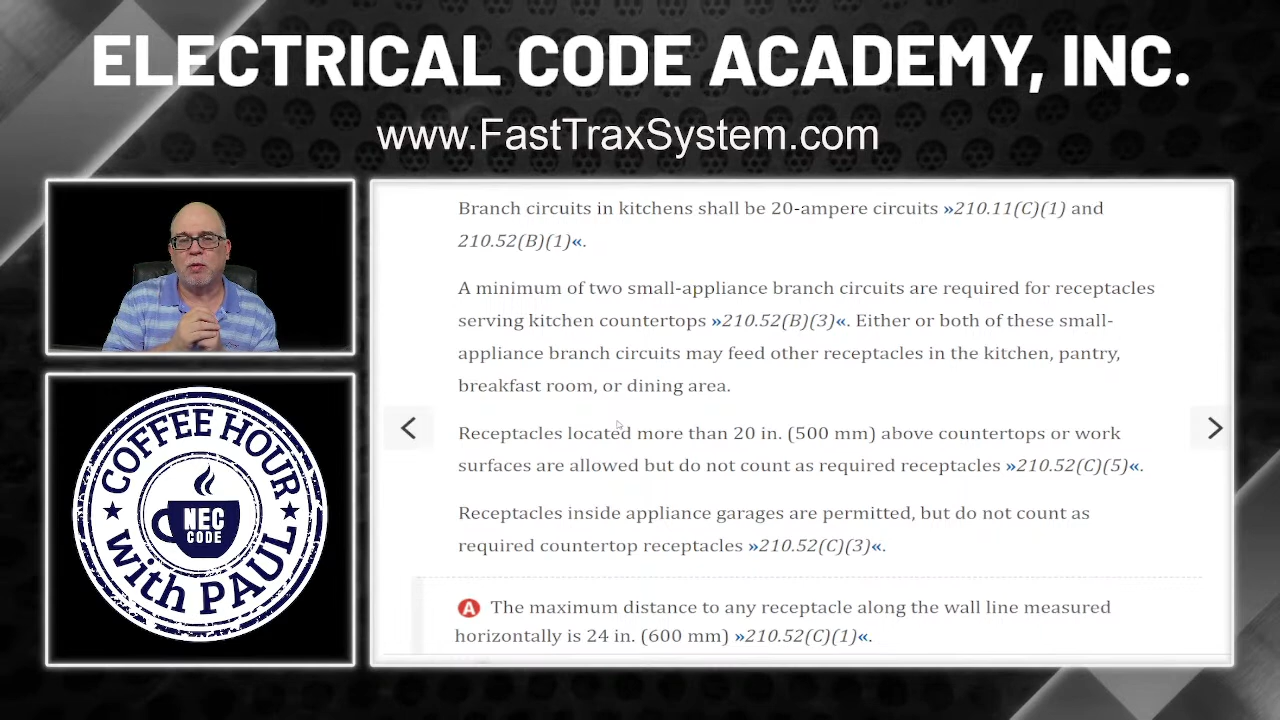 ELECTRICAL CODE ACADEMY, INC.
www.FastTraxSystem.com
Branch circuits in kitchens shall be 20-ampere circuits »210.11(C)(1) and
210.52(B)(1)«.
A minimum of two small-appliance branch circuits are required for receptacles
serving kitchen countertops »210.52(B)(3)«. Either or both of these small-
appliance branch circuits may feed other receptacles in the kitchen, pantry,
breakfast room, or dining area.
Receptacles located more than 20 in. (500 mm) above countertops or work
surfaces are allowed but do not count as required receptacles »210.52(C)(5)«.
Receptacles inside appliance garages are permitted, but do not count as
required countertop receptacles »210.52(C)(3)«.
A The maximum distance to any receptacle along the wall line measured
horizontally is 24 in. (600 mm) »210.52(C)(1)«.
COFFEE HOUR
NEC
CODE
with PAUL